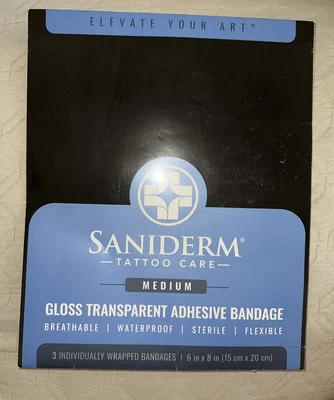 ELEVATE YOUR ART™
SANIDERM®
TATTOO CARE
MEDIUM
GLOSS TRANSPARENT ADHESIVE BANDAGE
BREATHABLE | WATERPROOF | STERILE | FLEXIBLE
3 INDIVIDUALLY WRAPPED BANDAGES | 6 in x 8 in (15 cm x 20 cm)